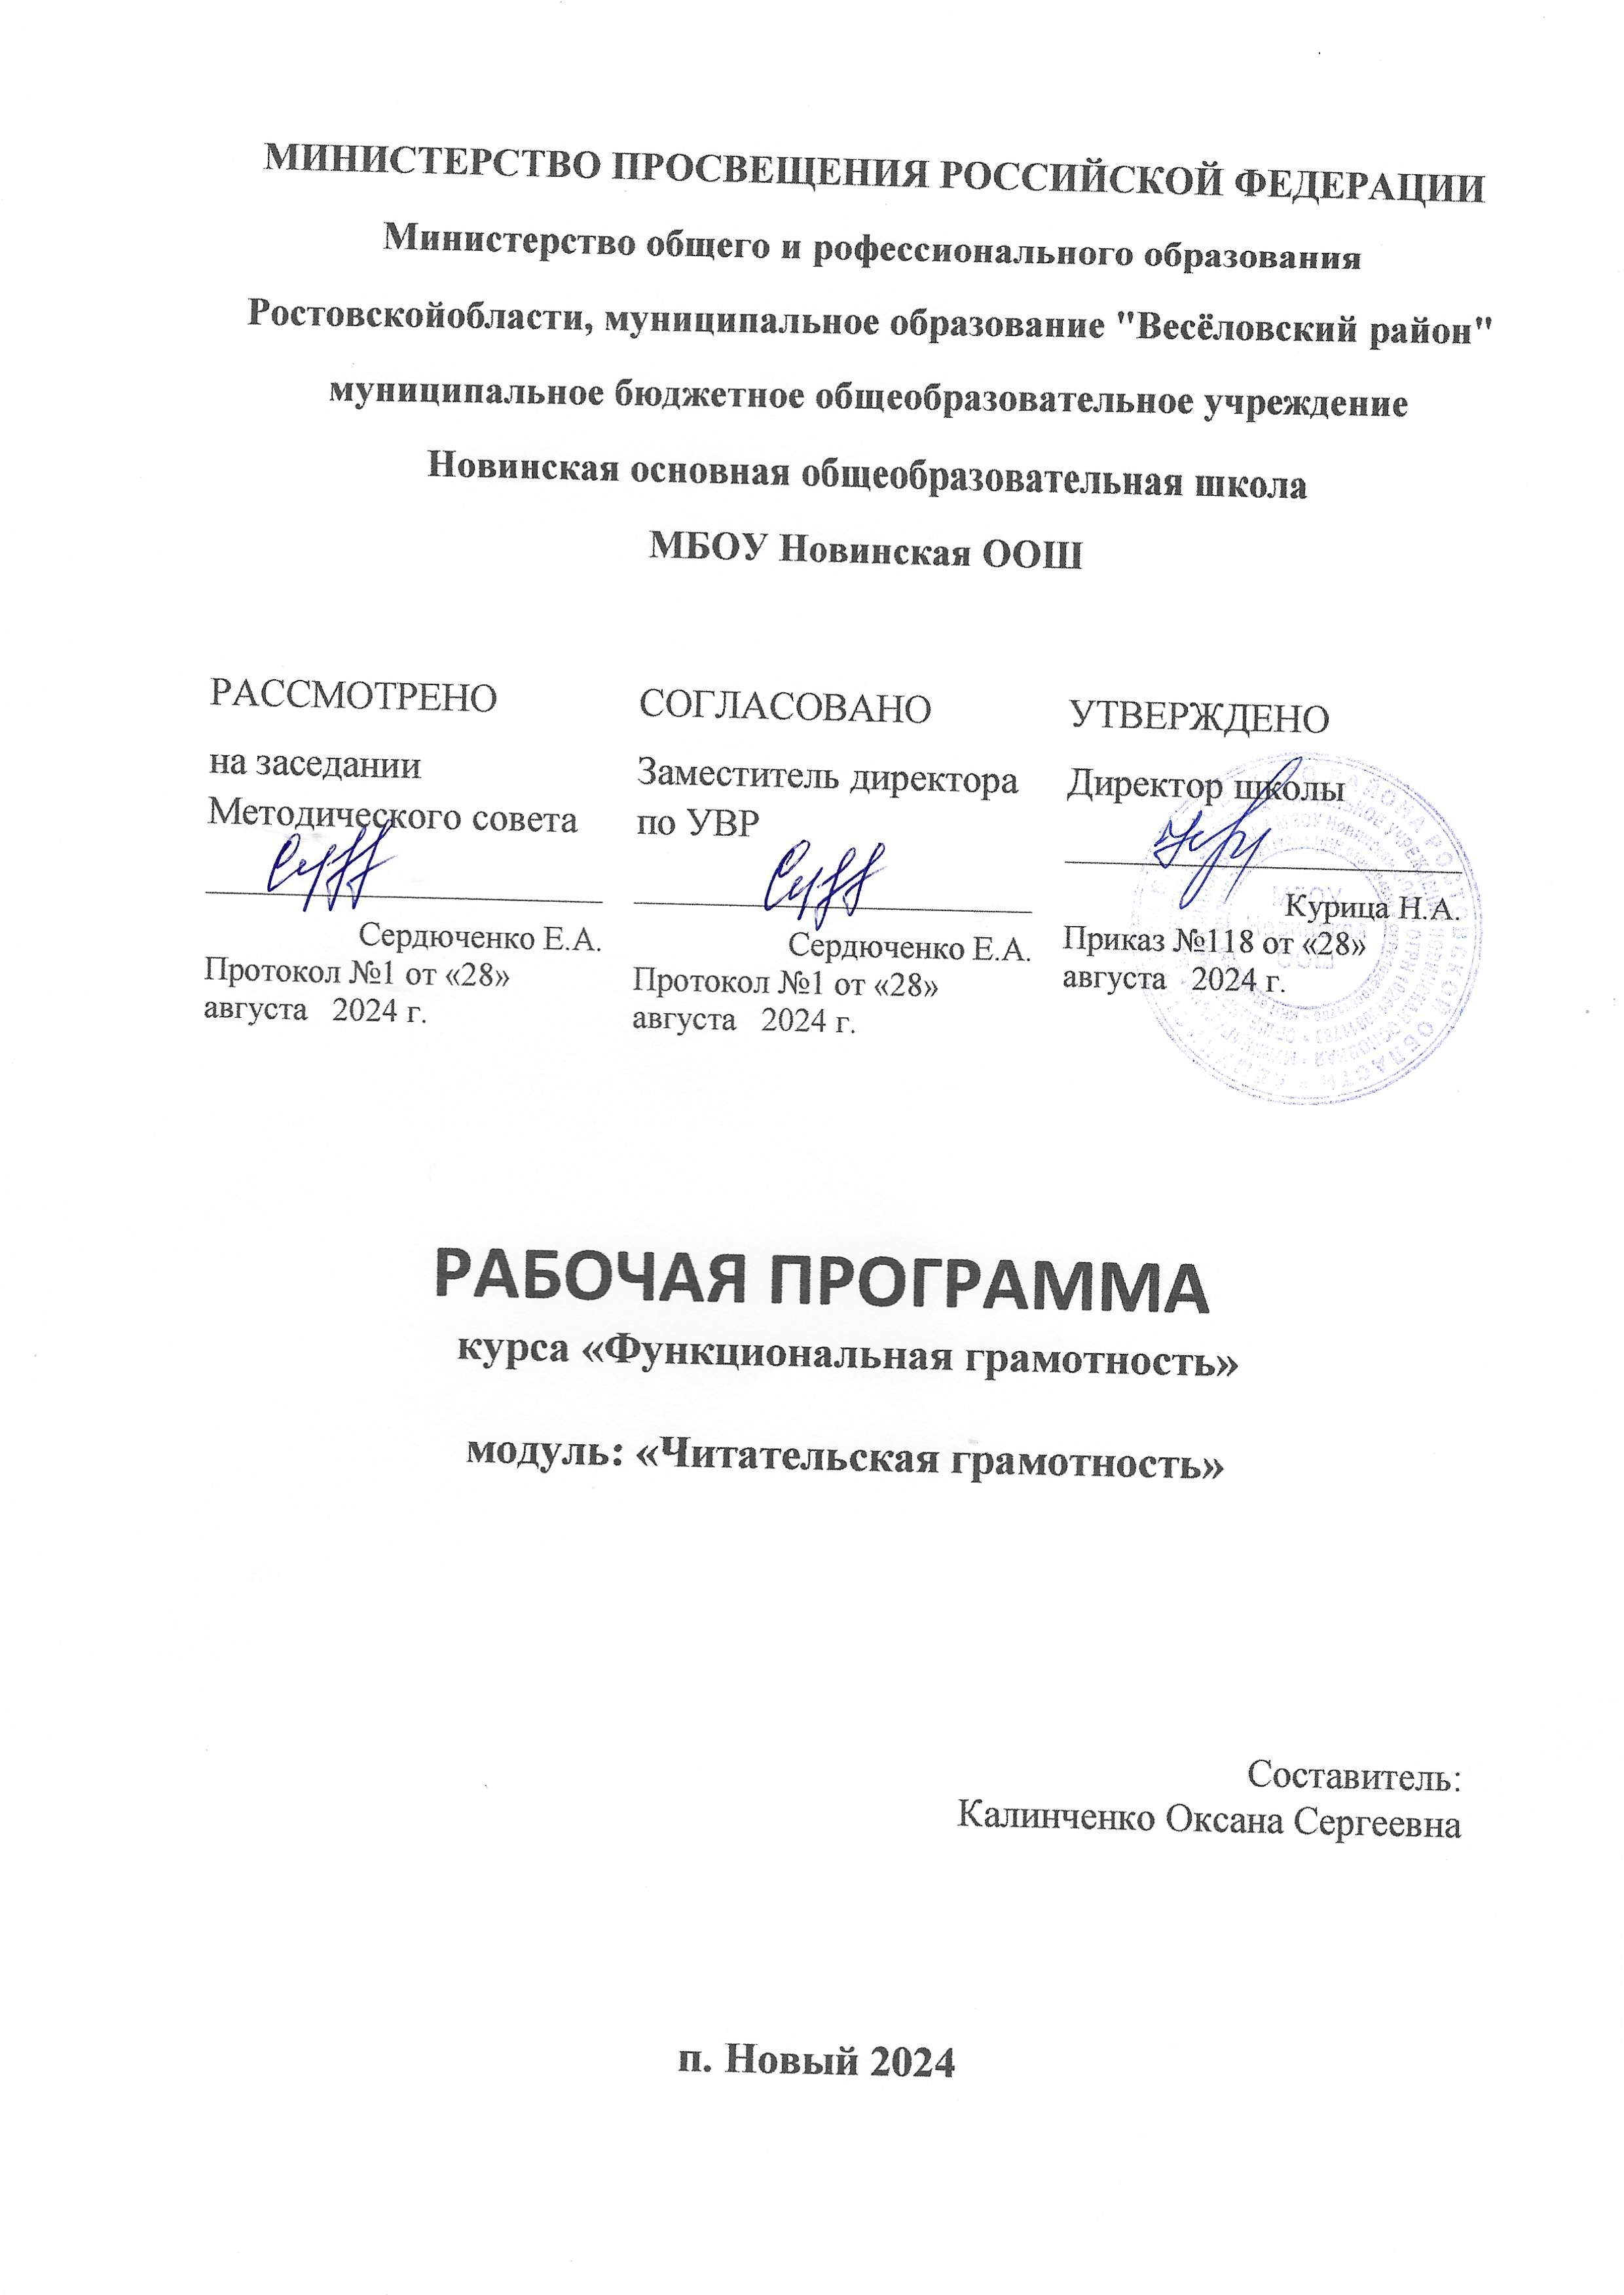 МИНИСТЕРСТВО ПРОСВЕЩЕНИЯ РОССИЙСКОЙ ФЕДЕРАЦИИ
Министерство общего и рофессионального образования
Ростовскойобласти, муниципальное образование "Весёловский район"
муниципальное бюджетное общеобразовательное учреждение
Новинская основная общеобразовательная школа
МБОУ Новинская ООШ
РАССМОТРЕНО
на заседании
Методического совета
Сердюченко Е.А.
Протокол №1 от «28»
августа 2024 г.
СОГЛАСОВАНО
Заместитель директора
по УВР
Сердюченко Е.А.
Протокол №1 от «28»
августа 2024 г.
УТВЕРЖДЕНО
Директор школы
Курица Н.А.
Приказ №118 от «28»
августа 2024 г.
РАБОЧАЯ ПРОГРАММА
курса «Функциональная грамотность»
модуль: «Читательская грамотность»
Составитель:
Калинченко Оксана Сергеевна
п. Новый 2024